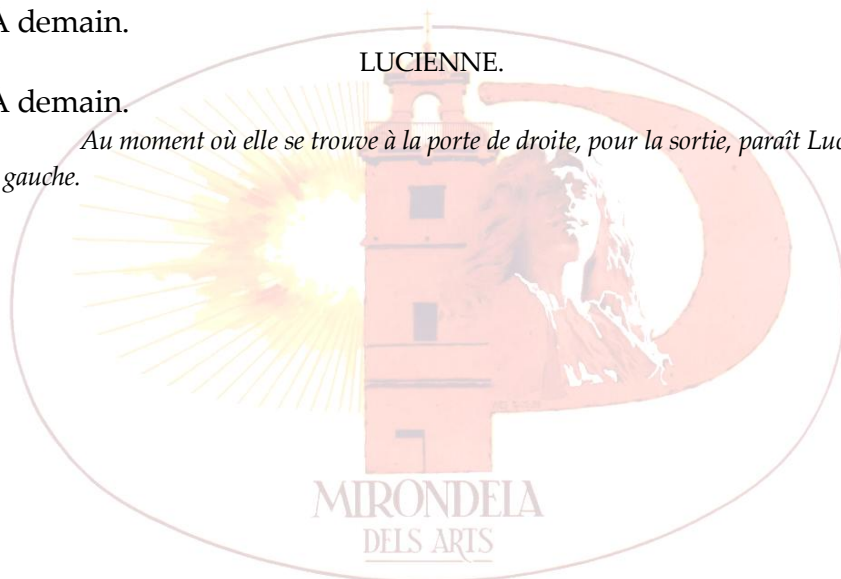 A demain.
LUCIENNE.
A demain.
Au moment où elle se trouve à la porte de droite, pour la sortie, paraît Luc
gauche.
MIRONDELA
DELS ARTS